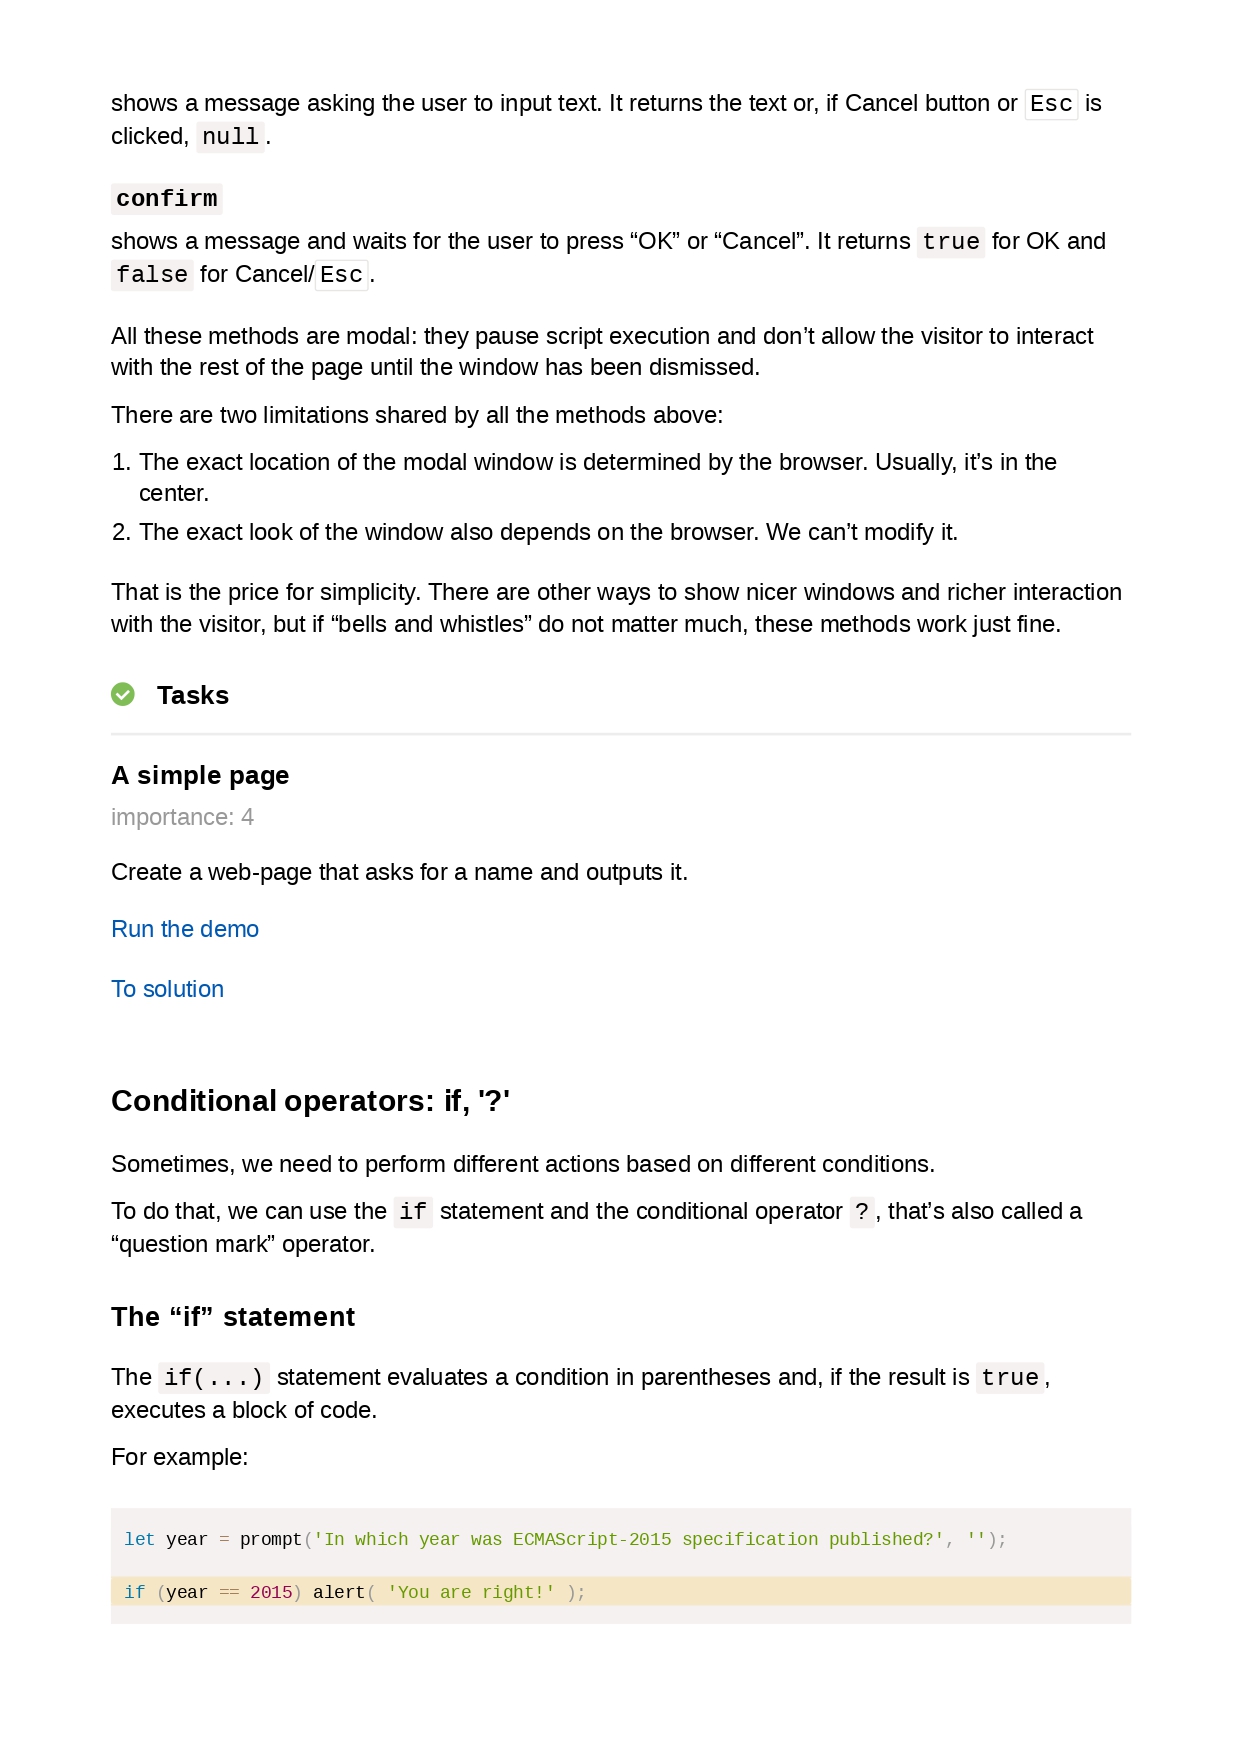 shows a message asking the user to input text. It returns the text or, if Cancel button or Esc is
clicked, null.
confirm
shows a message and waits for the user to press “OK” or “Cancel”. It returns true for OK and
false for Cancel/Esc.
All these methods are modal: they pause script execution and don’t allow the visitor to interact
with the rest of the page until the window has been dismissed.
There are two limitations shared by all the methods above:
1. The exact location of the modal window is determined by the browser. Usually, it’s in the
center.
2. The exact look of the window also depends on the browser. We can’t modify it.
That is the price for simplicity. There are other ways to show nicer windows and richer interaction
with the visitor, but if “bells and whistles” do not matter much, these methods work just fine.
Tasks
A simple page
importance: 4
Create a web-page that asks for a name and outputs it.
Run the demo
To solution
Conditional operators: if, '?'
Sometimes, we need to perform different actions based on different conditions.
To do that, we can use the if statement and the conditional operator ?, that’s also called a
“question mark” operator.
The “if” statement
The if(...) statement evaluates a condition in parentheses and, if the result is true,
executes a block of code.
For example:
let year = prompt('In which year was ECMAScript-2015 specification published?', '');
if (year == 2015) alert( 'You are right!' );